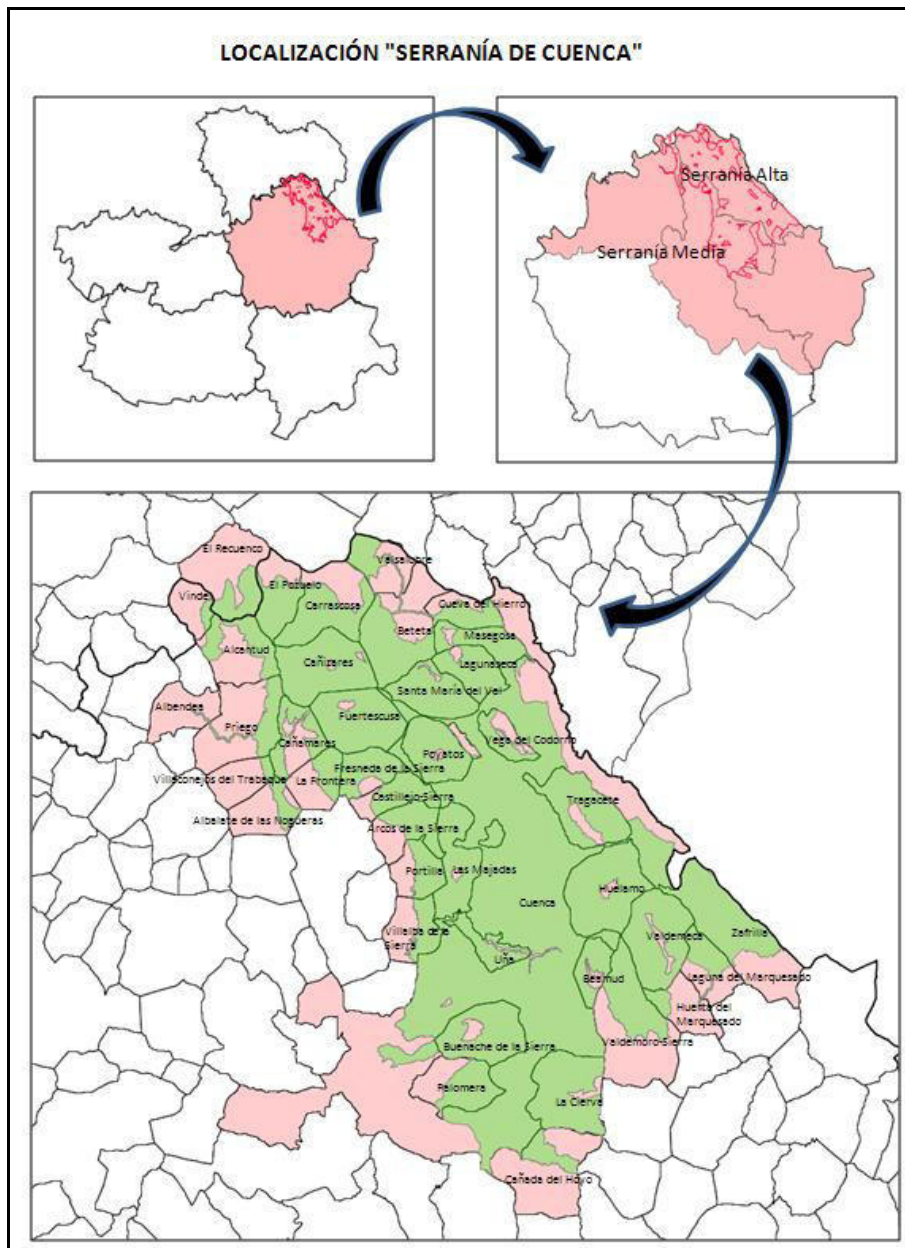 LOCALIZACIÓN "SERRANÍA DE CUENCA"
Serranía Alta
Serranía Media
El Recuenco
Valsalobre
Vindel
El Pozuelo
Carrascosa
Cueva del Hierro
Beteta
Masegosa
Alcantud
Cañizares
Lagunaseca
Santa María del Val
Albendea
Priego
Fuertescusa
Cañamares
Poyatos
Vega del Codorno
Fresneda de la Sierra
Villaconejos del Trabaque
La Frontera
Castillejo-Sierra
Tragacete
Albalate de las Nogueras
Arcos de la Sierra
Portilla
Las Majadas
Huélamo
Cuenca
Villalba de la
Sierra
Uña
Valdemeca
Zafrilla
Beamud
Laguna del Marquesado
Huerta del
Marquesado
Buenache de la Sierra
Valdemoro-Sierra
Palomera
La Cierva
Cañada del Hoyo